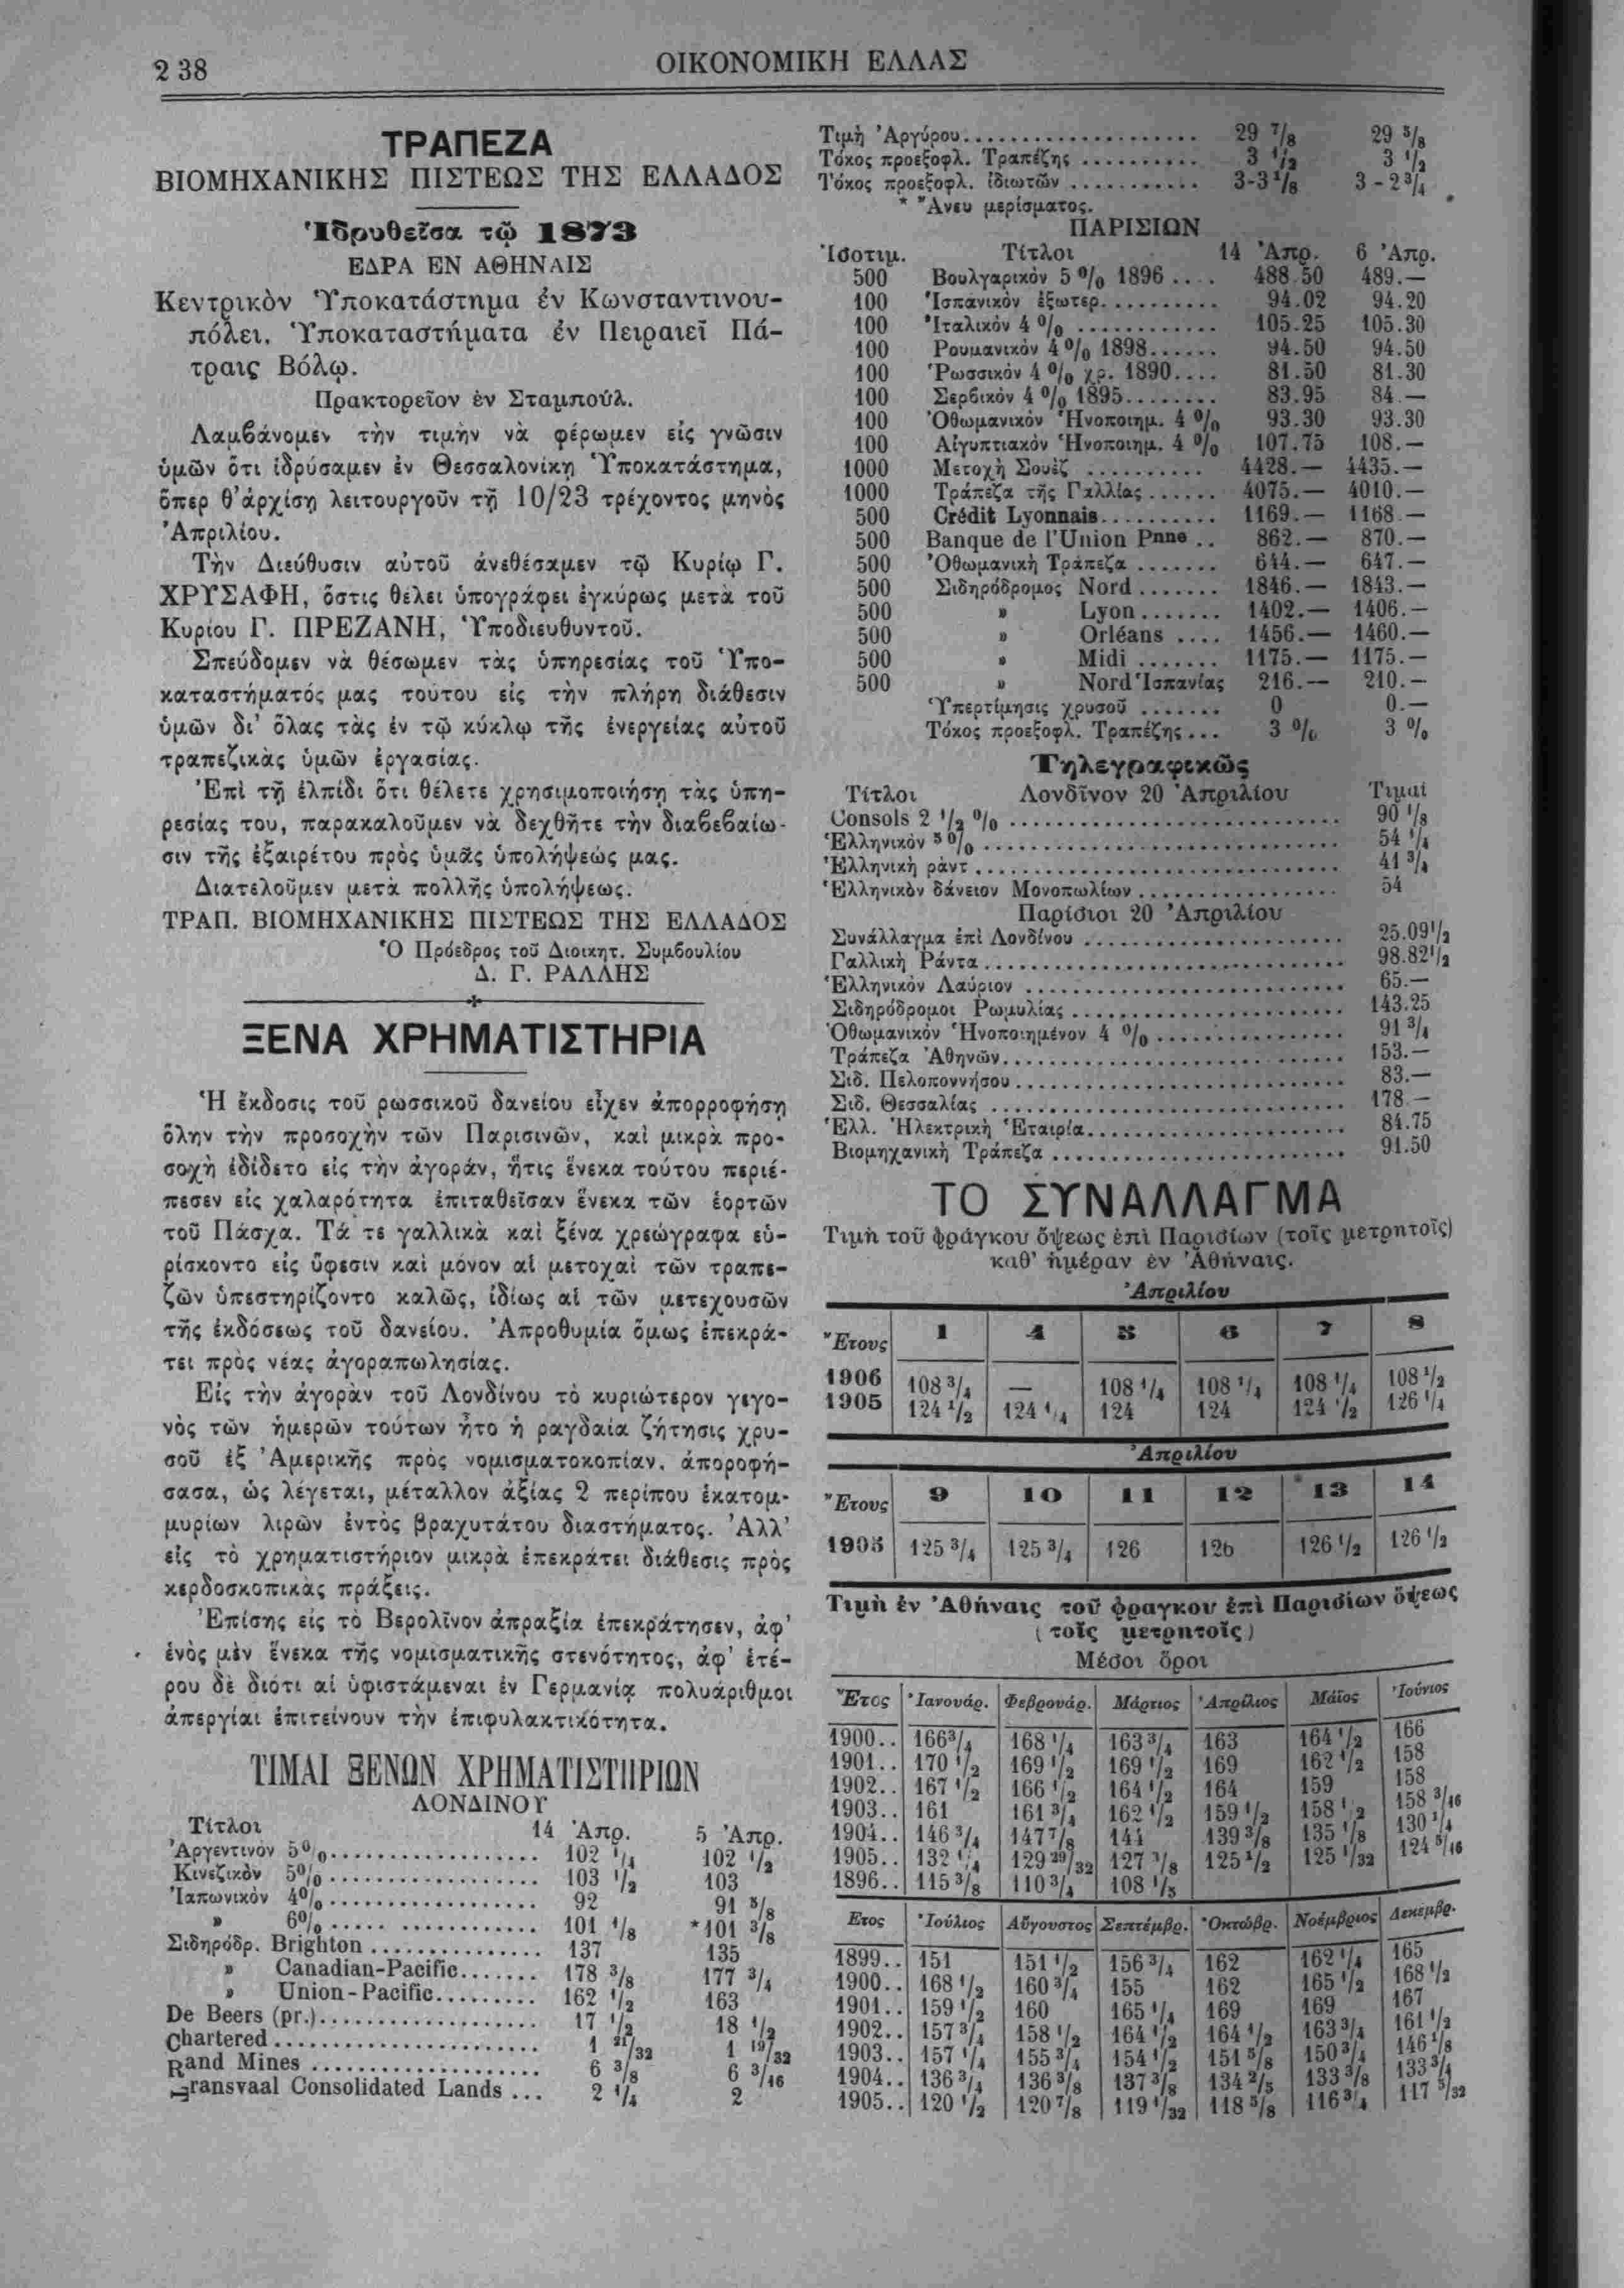 2 38
ΟΙΚΟΝΟΜΙΚΗ ΕΛΛΑΣ
ΤΡΑΠΕΖΑ
ΒΙΟΜΗΧΑΝΙΚΗΣ ΠΙΣΤΕΩΣ ΤΗΣ ΕΛΛΑΔΟΣ
Ἱδρυθεῖσα τῷ 1873
ΕΔΡΑ ΕΝ ΑΘΗΝΑΙΣ
Κεντρικὸν Ὑποκατάστημα ἐν Κωνσταντινου-
πόλει. Ὑποκαταστήματα ἐν Πειραιεῖ Πά-
τραις Βόλῳ.
Πρακτορεῖον ἐν Σταμπούλ.
Λαμβάνομεν τὴν τιμὴν νὰ φέρωμεν εἰς γνῶσιν
ὑμῶν ὅτι ἱδρύσαμεν ἐν Θεσσαλονίκῃ Ὑποκατάστημα,
ὅπερ θ' ἀρχίσῃ λειτουργοῦν τῇ 10/23 τρέχοντος μηνὸς
Ἀπριλίου.
Τὴν Διεύθυσιν αὐτοῦ ἀνεθέσαμεν τῷ Κυρίῳ Γ.
ΧΡΥΣΑΦΗ, ὅστις θέλει ὑπογράφει ἐγκύρως μετὰ τοῦ
Κυρίου Γ. ΠΡΕΖΑΝΗ, Ὑποδιευθυντοῦ.
Σπεύδομεν νὰ θέσωμεν τὰς ὑπηρεσίας τοῦ Ὑπο-
καταστήματός μας τούτου εἰς τὴν πλήρη διάθεσιν
ὑμῶν δι' ὅλας τὰς ἐν τῷ κύκλῳ τῆς ἐνεργείας αὐτοῦ
τραπεζικὰς ὑμῶν ἐργασίας.
Ἐπὶ τῇ ἐλπίδι ὅτι θέλετε χρησιμοποιήσῃ τὰς ὑπη-
ρεσίας του, παρακαλοῦμεν νὰ δεχθῆτε τὴν διαβεβαίω-
σιν τῆς ἐξαιρέτου πρὸς ὑμᾶς ὑπολήψεώς μας.
Διατελοῦμεν μετὰ πολλῆς ὑπολήψεως.
ΤΡΑΠ. ΒΙΟΜΗΧΑΝΙΚΗΣ ΠΙΣΤΕΩΣ ΤΗΣ ΕΛΛΑΔΟΣ
Ὁ Πρόεδρος τοῦ Διοικητ. Συμβουλίου
Δ. Γ. ΡΑΛΛΗΣ
ΞΕΝΑ ΧΡΗΜΑΤΙΣΤΗΡΙΑ
Ἡ ἔκδοσις τοῦ ρωσσικοῦ δανείου εἶχεν ἀπορροφήσῃ
ὅλην τὴν προσοχὴν τῶν Παρισινῶν, καὶ μικρὰ προ-
σοχὴ ἐδίδετο εἰς τὴν ἀγοράν, ἥτις ἕνεκα τούτου περιέ-
πεσεν εἰς χαλαρότητα ἐπιταθεῖσαν ἕνεκα τῶν ἑορτῶν
τοῦ Πάσχα. Τά τε γαλλικὰ καὶ ξένα χρεώγραφα εὑ-
ρίσκοντο εἰς ὕφεσιν καὶ μόνον αἱ μετοχαὶ τῶν τραπε-
ζῶν ὑπεστηρίζοντο καλῶς, ἰδίως αἱ τῶν μετεχουσῶν
τῆς ἐκδόσεως τοῦ δανείου. Ἀπροθυμία ὅμως ἐπεκρά-
τει πρὸς νέας ἀγοραπωλησίας.
Εἰς τὴν ἀγορὰν τοῦ Λονδίνου τὸ κυριώτερον γεγο-
νὸς τῶν ἡμερῶν τούτων ἦτο ἡ ραγδαία ζήτησις χρυ-
σοῦ ἐξ Ἀμερικῆς πρὸς νομισματοκοπίαν, ἀποροφή-
σασα, ὡς λέγεται, μέταλλον ἀξίας 2 περίπου ἑκατομ-
μυρίων λιρῶν ἐντὸς βραχυτάτου διαστήματος. Ἀλλ'
εἰς τὸ χρηματιστήριον μικρὰ ἐπεκράτει διάθεσις πρὸς
κερδοσκοπικὰς πράξεις.
Ἐπίσης εἰς τὸ Βερολῖνον ἀπραξία ἐπεκράτησεν, ἀφ'
ἑνὸς μὲν ἕνεκα τῆς νομισματικῆς στενότητος, ἀφ' ἑτέ-
ρου δὲ διότι αἱ ὑφιστάμεναι ἐν Γερμανίᾳ πολυάριθμοι
ἀπεργίαι ἐπιτείνουν τὴν ἐπιφυλακτικότητα.
ΤΙΜΑΙ ΞΕΝΩΝ ΧΡΗΜΑΤΙΣΤΗΡΙΩΝ
ΛΟΝΔΙΝΟΥ
Τίτλοι 14 Ἀπρ. 5 Ἀπρ.
Ἀργεντινὸν 5% 102 1/4 102 1/2
Κινεζικὸν 5% 103 1/2 103
Ἰαπωνικὸν 4% 92 91 5/8
» 6% 101 1/8 *101 3/8
Σιδηρόδρ. Brighton 137 135
» Canadian-Pacific 178 3/8 177 3/4
» Union-Pacific 162 1/2 163
De Beers (pr.) 17 1/2 18 1/2
Chartered 1 21/32 1 19/32
Rand Mines 6 3/8 6 3/16
Transvaal Consolidated Lands 2 1/4 2
Τιμὴ Ἀργύρου 29 7/8 29 5/8
Τόκος προεξοφλ. Τραπέζης 3 1/2 3 1/2
Τόκος προεξοφλ. ἰδιωτῶν 3-3 1/8 3-2 3/4
* Ἄνευ μερίσματος.
ΠΑΡΙΣΙΩΝ
Ἰσοτιμ. Τίτλοι 14 Ἀπρ. 6 Ἀπρ.
500 Βουλγαρικόν 5% 1896 488.50 489.—
100 Ἱσπανικὸν ἐξωτερ. 94.02 94.20
100 Ἰταλικόν 4% 105.25 105.30
100 Ρουμανικόν 4% 1898 94.50 94.50
100 Ῥωσσικόν 4% χρ. 1890 81.50 81.30
100 Σερβικόν 4% 1895 83.95 84.—
100 Ὀθωμανικόν Ἡνοποιημ. 4% 93.30 93.30
100 Αἰγυπτιακόν Ἡνοποιημ. 4% 107.75 108.—
1000 Μετοχὴ Σουὲζ 4428.— 4435.—
1000 Τράπεζα τῆς Γαλλίας 4075.— 4010.—
500 Crédit Lyonnais 1169.— 1168.—
500 Banque de l'Union Pnne 862.— 870.—
500 Ὀθωμανικὴ Τράπεζα 644.— 647.—
500 Σιδηρόδρομος Nord 1846.— 1843.—
500 » Lyon 1402.— 1406.—
500 » Orléans 1456.— 1460.—
500 » Midi 1175.— 1175.—
500 » Nord Ἱσπανίας 216.— 210.—
Ὑπερτίμησις χρυσοῦ 0 0.—
Τόκος προεξοφλ. Τραπέζης 3 % 3 %
Τηλεγραφικῶς
Τίτλοι Λονδῖνον 20 Ἀπριλίου Τιμαί
Consols 2 1/2 % 90 1/8
Ἑλληνικόν 5% 54 1/4
Ἑλληνικὴ ράντ 41 3/4
Ἑλληνικὸν δάνειον Μονοπωλίων 54
Παρίσιοι 20 Ἀπριλίου
Συνάλλαγμα ἐπὶ Λονδίνου 25.09 1/2
Γαλλικὴ Ράντα 98.82 1/2
Ἑλληνικόν Λαύριον 65.—
Σιδηρόδρομοι Ρωμυλίας 143.25
Ὀθωμανικόν Ἡνοποιημένον 4 % 91 3/4
Τράπεζα Ἀθηνῶν 153.—
Σιδ. Πελοποννήσου 83.—
Σιδ. Θεσσαλίας 178 —
Ἑλλ. Ἠλεκτρικὴ Ἑταιρία 84.75
Βιομηχανικὴ Τράπεζα 91.50
ΤΟ ΣΥΝΑΛΛΑΓΜΑ
Τιμὴ τοῦ φράγκου ὄψεως ἐπὶ Παρισίων (τοῖς μετρητοῖς)
καθ' ἡμέραν ἐν Ἀθήναις.
Ἀπριλίου
Ἔτους 1 4 5 6 7 8
1906 108 3/4 — 108 1/4 108 1/4 108 1/4 108 1/2
1905 124 1/2 124 1/4 124 124 124 1/2 126 1/4
Ἀπριλίου
Ἔτους 9 10 11 12 13 14
1905 125 3/4 125 3/4 126 126 126 1/2 126 1/2
Τιμὴ ἐν Ἀθήναις τοῦ φραγκου ἐπὶ Παρισίων ὄψεως
(τοῖς μετρητοῖς)
Μέσοι ὅροι
Ἔτος Ἰανουάρ. Φεβρουάρ. Μάρτιος Ἀπρίλιος Μάϊος Ἰούνιος
1900.. 166 3/4 168 1/4 163 3/4 163 164 1/2 166
1901.. 170 1/2 169 1/2 169 1/2 169 162 1/2 158
1902.. 167 1/2 166 1/2 164 1/2 164 159 158
1903.. 161 161 3/4 162 1/2 159 1/2 158 1/2 158 3/16
1904.. 146 3/4 147 7/8 144 139 3/8 135 1/8 130 1/4
1905.. 132 1/4 129 29/32 127 125 1/2 125 1/32 124 5/16
1896.. 115 3/8 110 3/4 108 1/5
Ετος Ἰούλιος Αὔγουστος Σεπτέμβρ. Ὀκτώβρ. Νοέμβριος Δεκεμβρ.
1899.. 151 151 1/2 156 3/4 162 162 1/4 165
1900.. 168 1/2 160 3/4 155 162 165 1/2 168 1/2
1901.. 159 1/2 160 165 1/4 169 169 167
1902.. 157 3/4 158 1/2 164 1/2 164 1/2 163 3/4 161 1/2
1903.. 157 1/4 155 3/4 154 1/2 151 5/8 150 3/4 146 1/8
1904.. 136 3/4 136 3/8 137 3/8 134 2/5 133 3/8 133 3/4
1905.. 120 1/2 120 7/8 119 1/32 118 5/8 116 3/4 117 5/32